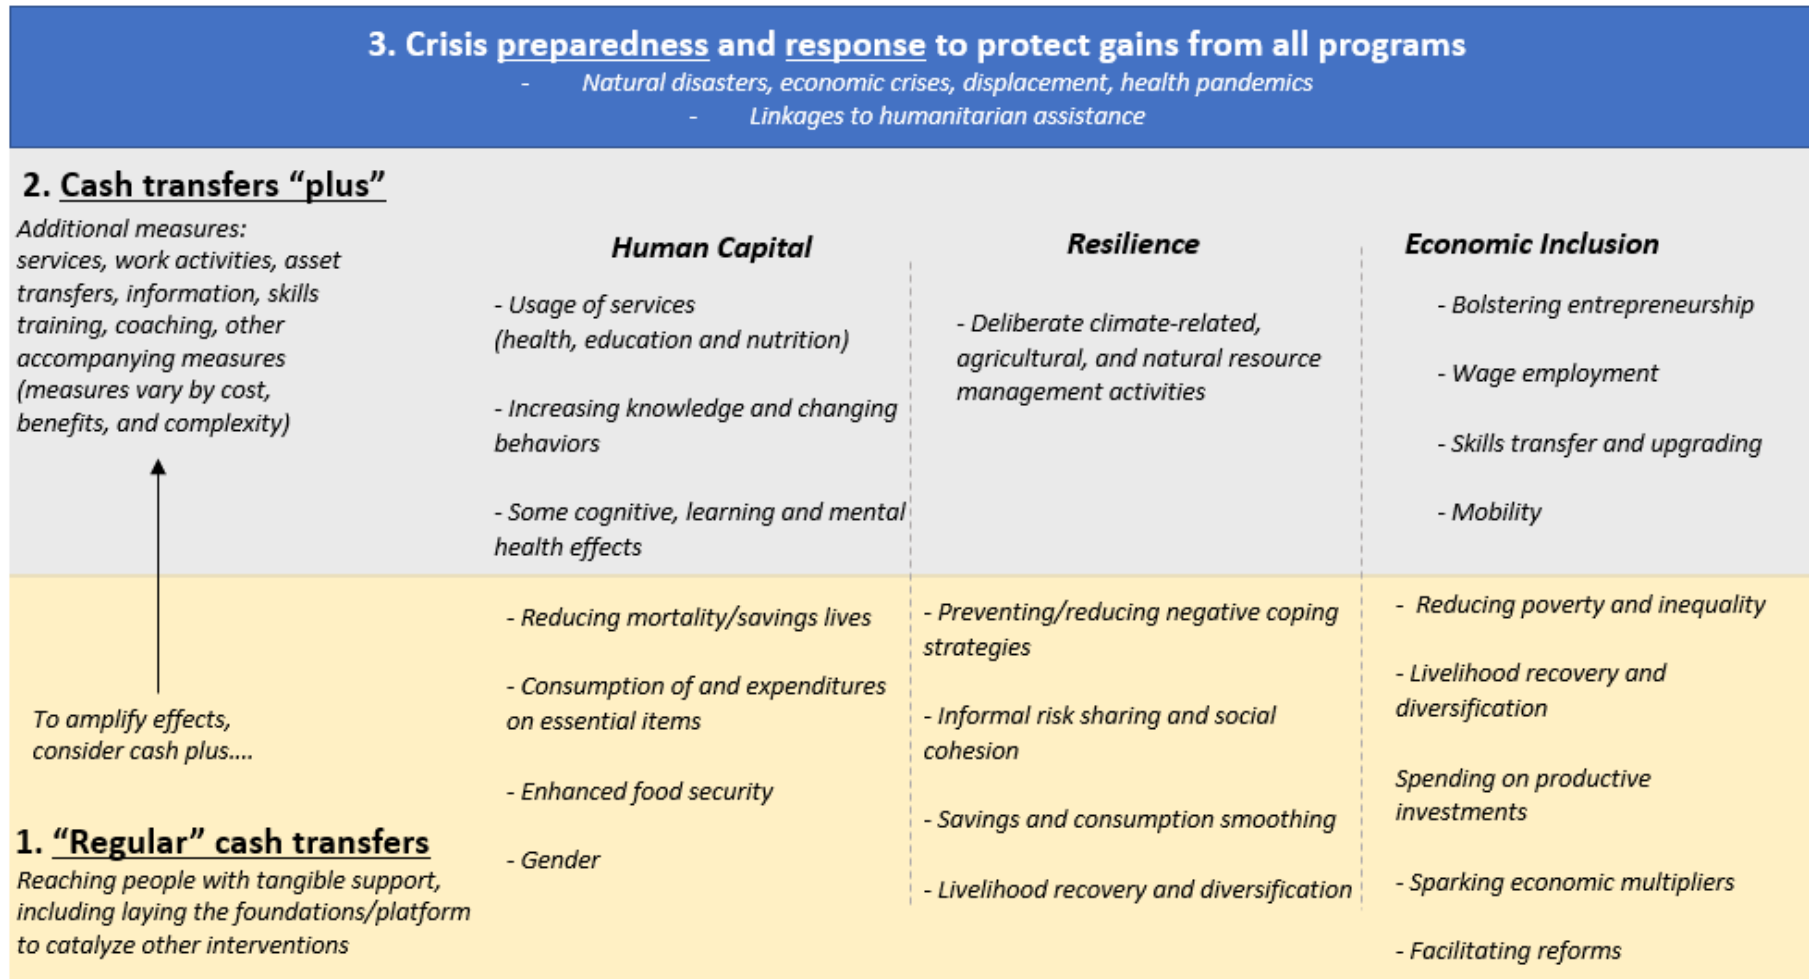 3. Crisis preparedness and response to protect gains from all programs
- Natural disasters, economic crises, displacement, health pandemics
- Linkages to humanitarian assistance
2. Cash transfers “plus”
Additional measures:
services, work activities, asset
transfers, information, skills
training, coaching, other
accompanying measures
(measures vary by cost,
benefits, and complexity)
Human Capital
- Usage of services
(health, education and nutrition)
- Increasing knowledge and changing
behaviors
- Some cognitive, learning and mental
health effects
Resilience
- Deliberate climate-related,
agricultural, and natural resource
management activities
Economic Inclusion
- Bolstering entrepreneurship
- Wage employment
- Skills transfer and upgrading
- Mobility
To amplify effects,
consider cash plus....
1. “Regular” cash transfers
Reaching people with tangible support,
including laying the foundations/platform
to catalyze other interventions
- Reducing mortality/savings lives
- Consumption of and expenditures
on essential items
- Enhanced food security
- Gender
- Preventing/reducing negative coping
strategies
- Informal risk sharing and social
cohesion
- Savings and consumption smoothing
- Livelihood recovery and diversification
- Reducing poverty and inequality
- Livelihood recovery and
diversification
Spending on productive
investments
- Sparking economic multipliers
- Facilitating reforms